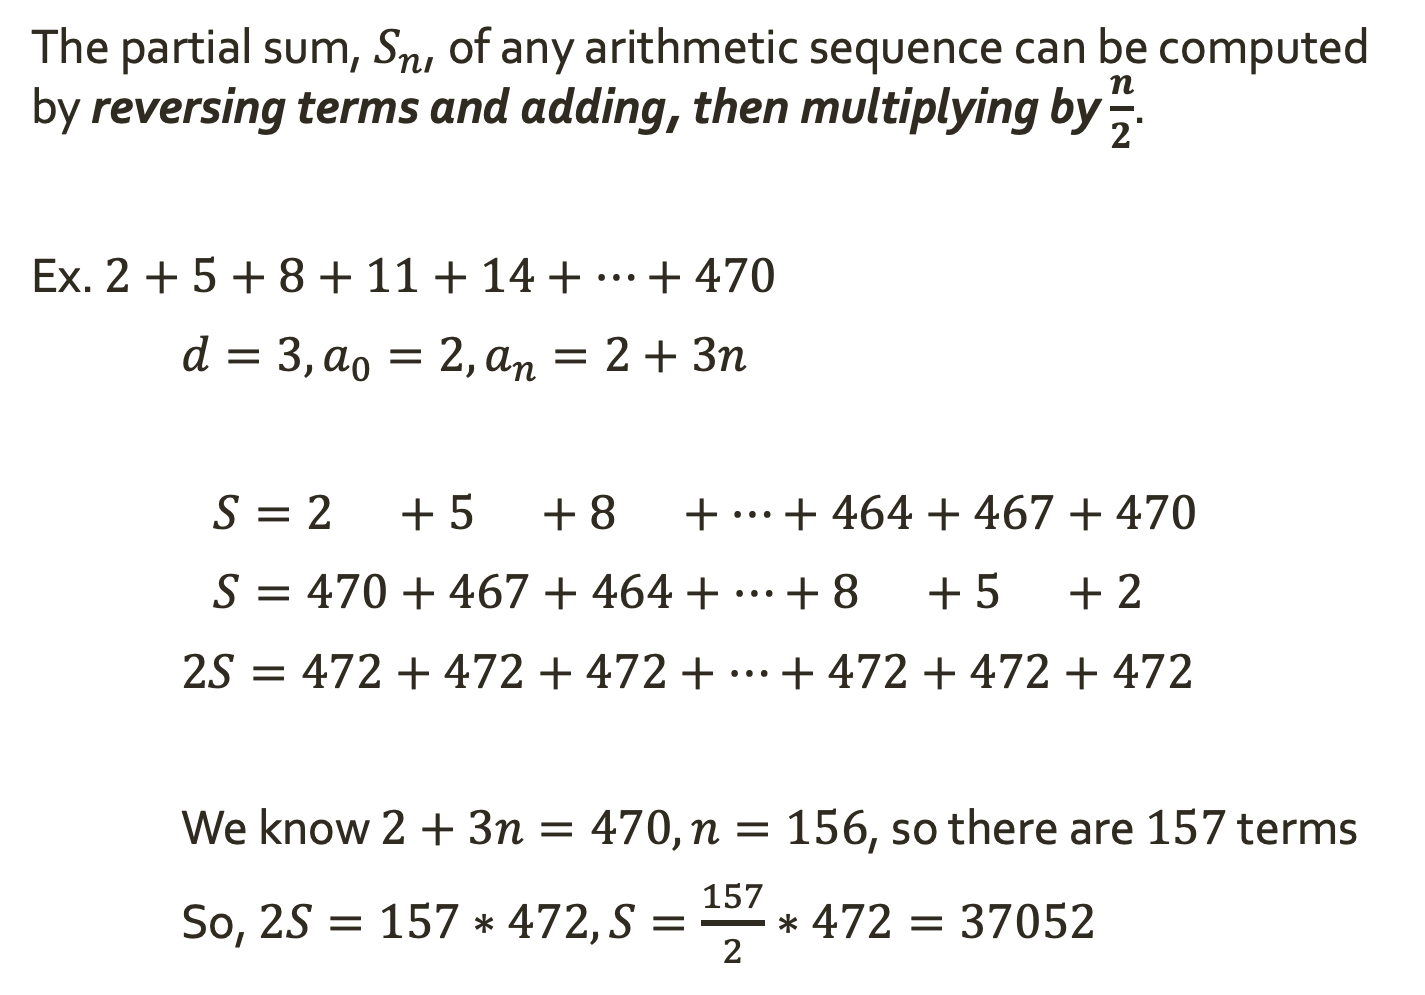 The partial sum, Sₙ, of any arithmetic sequence can be computed
by reversing terms and adding, then multiplying by n/2.
Ex. 2 + 5 + 8 + 11 + 14 + ⋯ + 470
d = 3, a₀ = 2, aₙ = 2 + 3n
S = 2 + 5 + 8 + ⋯ + 464 + 467 + 470
S = 470 + 467 + 464 + ⋯ + 8 + 5 + 2
2S = 472 + 472 + 472 + ⋯ + 472 + 472 + 472
We know 2 + 3n = 470, n = 156, so there are 157 terms
So, 2S = 157 ∗ 472, S = 157/2 ∗ 472 = 37052